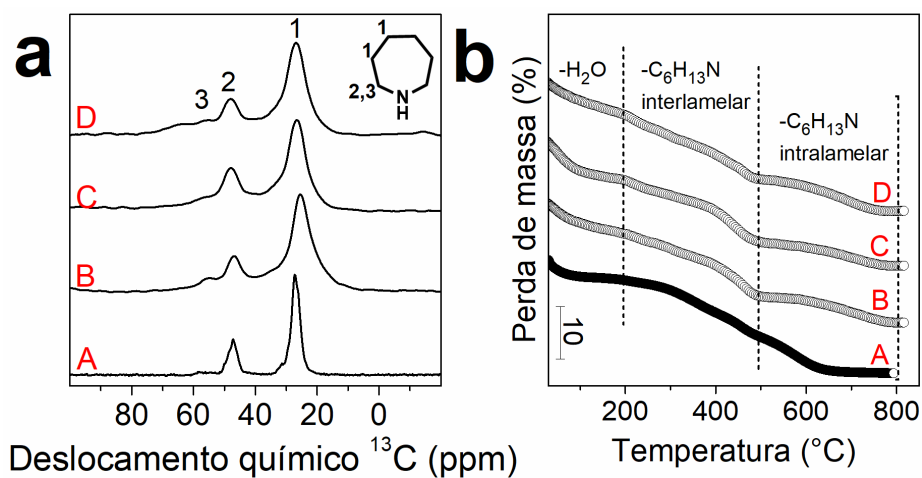 a
1
1
1
2,3
N
H
3
2
D
C
B
A
80
60
40
20
0
Deslocamento químico ¹³C (ppm)
b
-H₂O
-C₆H₁₃N
interlamelar
-C₆H₁₃N
intralamelar
D
C
B
A
10
Perda de massa (%)
200
400
600
800
Temperatura (°C)